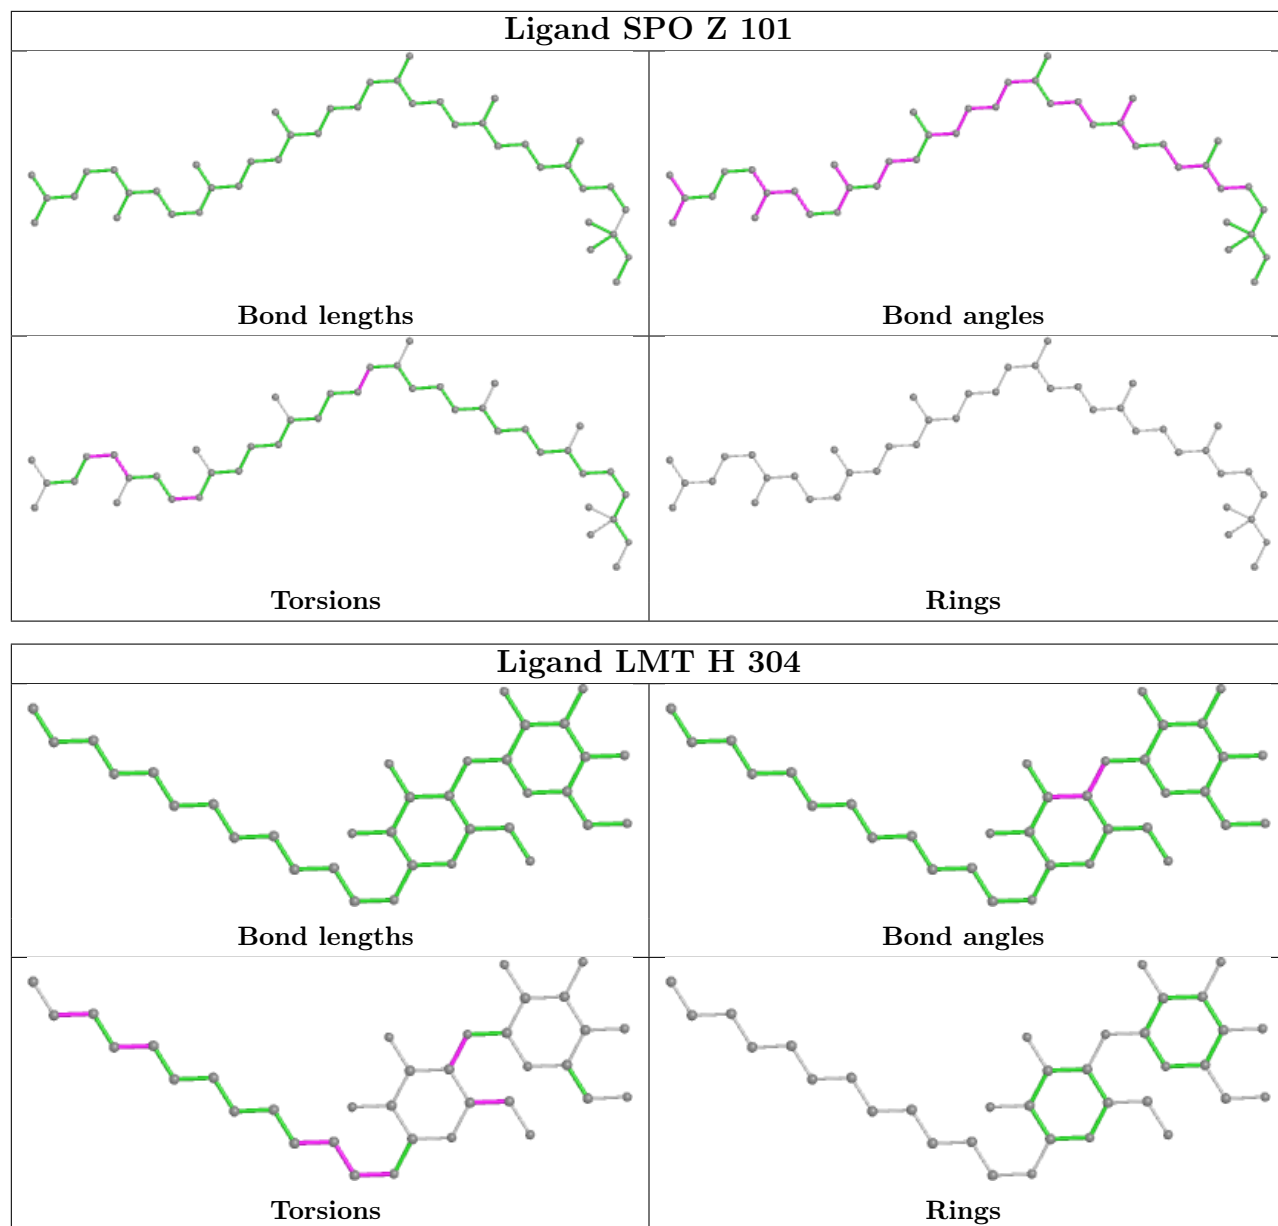 Ligand SPO Z 101
Bond lengths
Bond angles
Torsions
Rings
Ligand LMT H 304
Bond lengths
Bond angles
Torsions
Rings